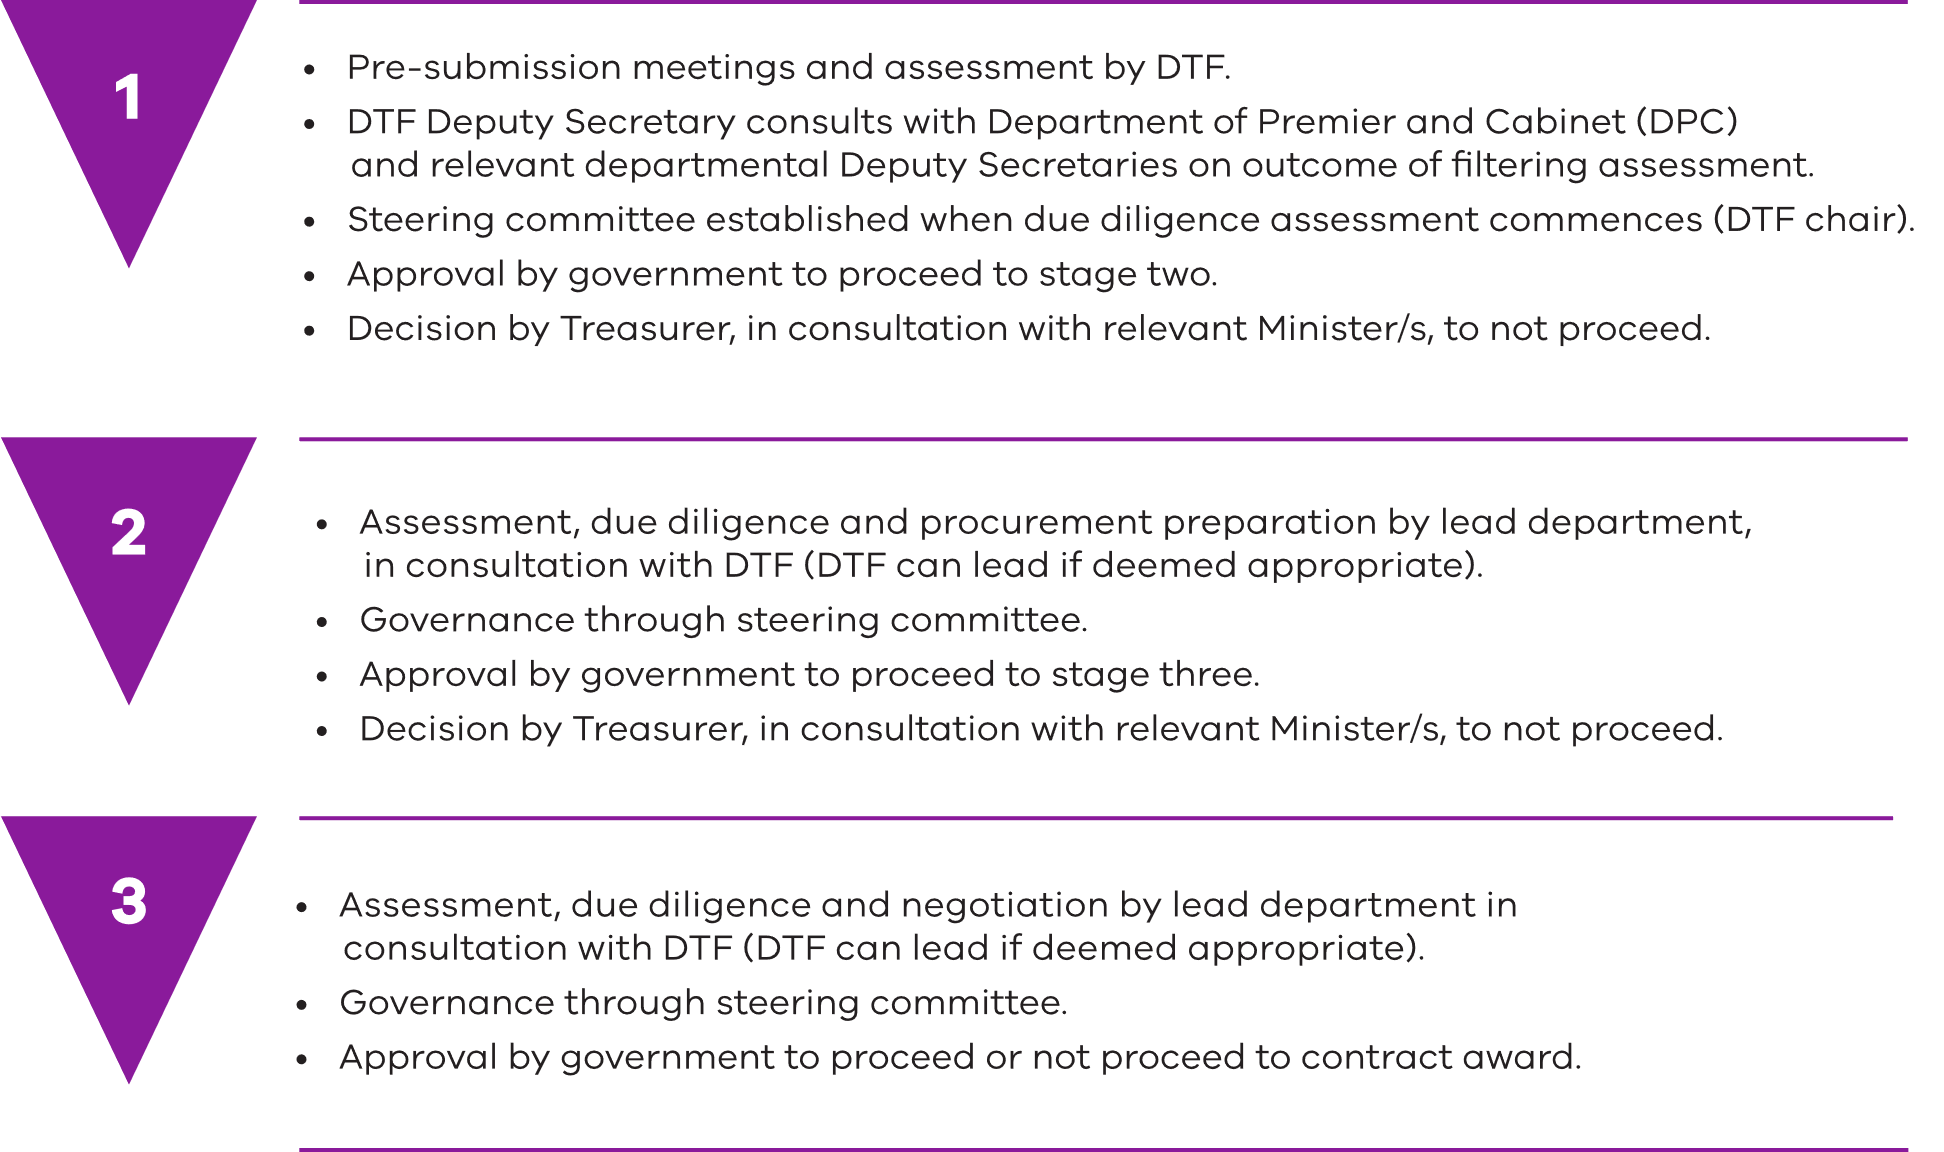 1
• Pre-submission meetings and assessment by DTF.
• DTF Deputy Secretary consults with Department of Premier and Cabinet (DPC)
and relevant departmental Deputy Secretaries on outcome of filtering assessment.
• Steering committee established when due diligence assessment commences (DTF chair).
• Approval by government to proceed to stage two.
• Decision by Treasurer, in consultation with relevant Minister/s, to not proceed.
2
• Assessment, due diligence and procurement preparation by lead department,
in consultation with DTF (DTF can lead if deemed appropriate).
• Governance through steering committee.
• Approval by government to proceed to stage three.
• Decision by Treasurer, in consultation with relevant Minister/s, to not proceed.
3
• Assessment, due diligence and negotiation by lead department in
consultation with DTF (DTF can lead if deemed appropriate).
• Governance through steering committee.
• Approval by government to proceed or not proceed to contract award.